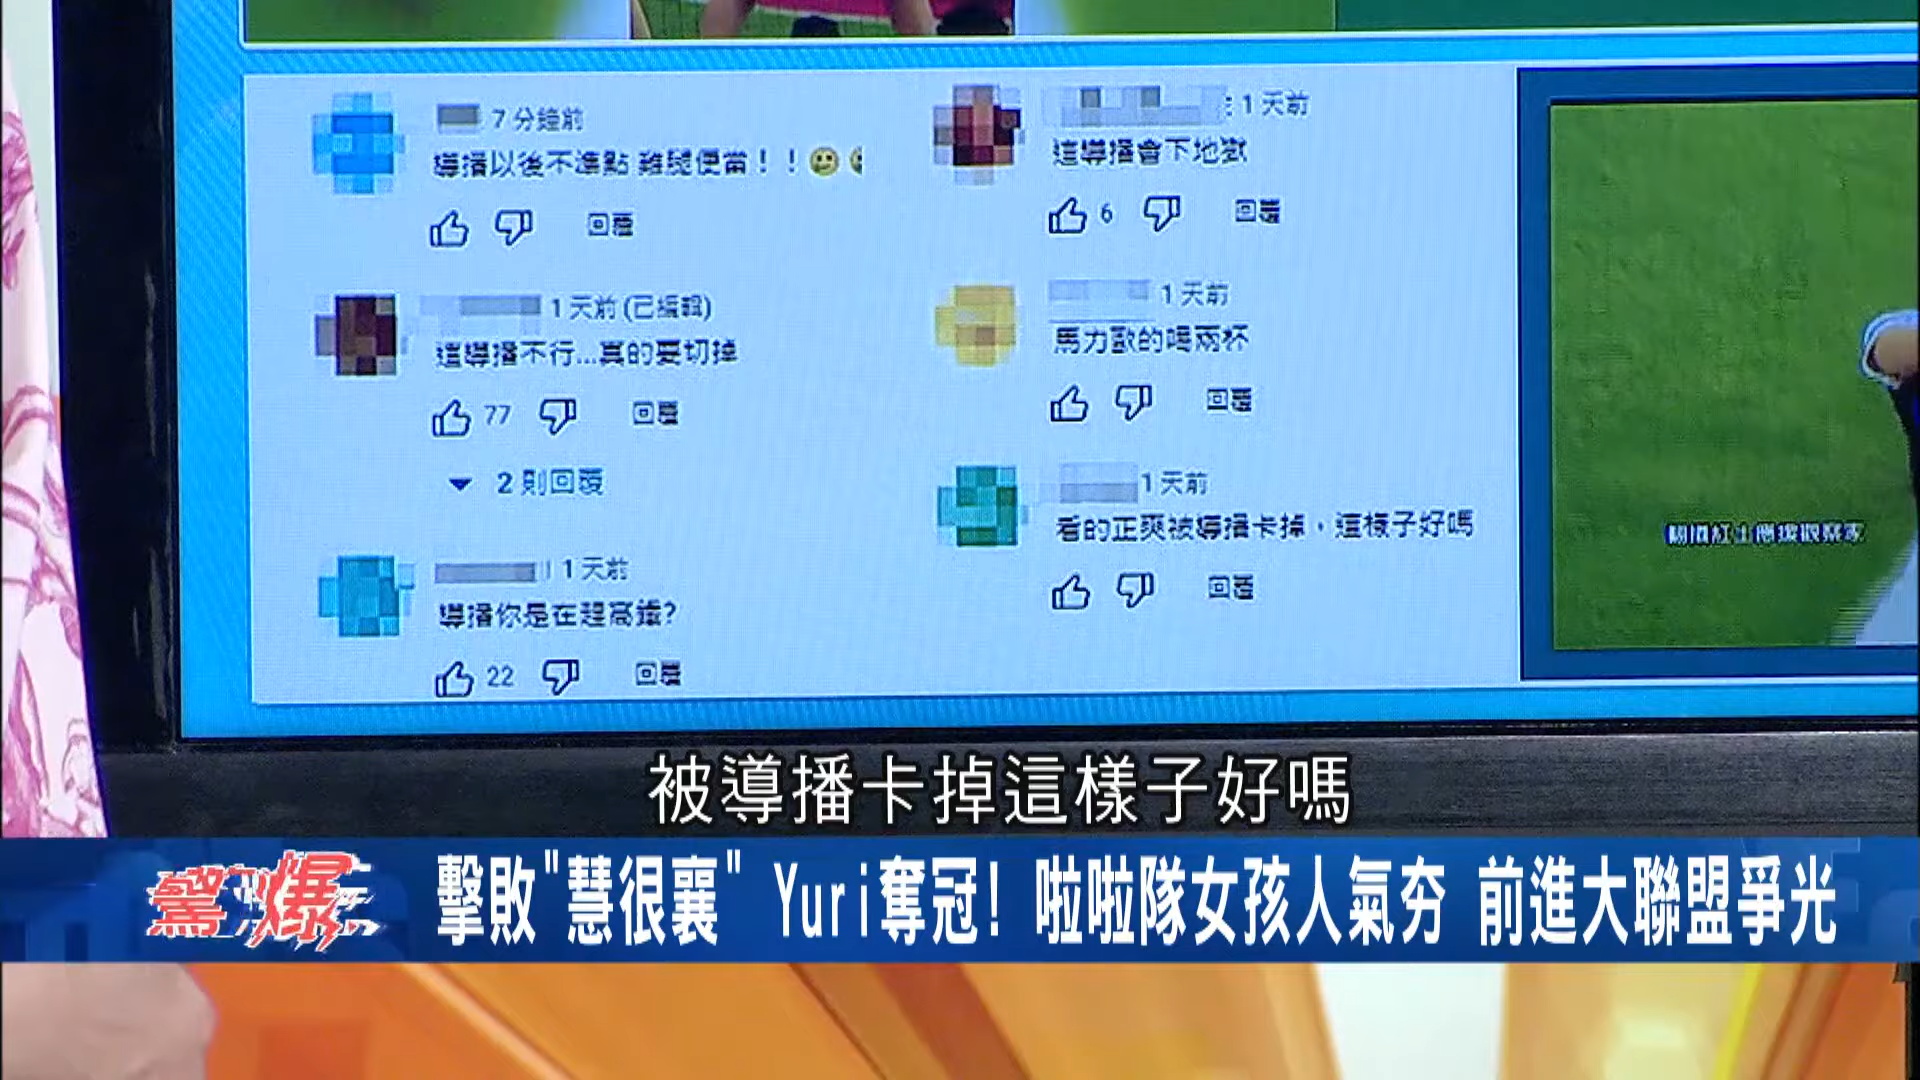 7 分鐘前
導播以後不準點 雞腿便當！！
回覆
1 天前 (已編輯)
這導播不行...真的要切掉
77 回覆
2 則回覆
1 天前
導播你是在趕高鐵?
22 回覆
1 天前
這導播會下地獄
6 回覆
1 天前
馬力歐的喝兩杯
回覆
1 天前
看的正爽被導播卡掉，這樣子好嗎
回覆
被導播卡掉這樣子好嗎
驚爆
擊敗"慧很襄" Yuri奪冠! 啦啦隊女孩人氣夯 前進大聯盟爭光